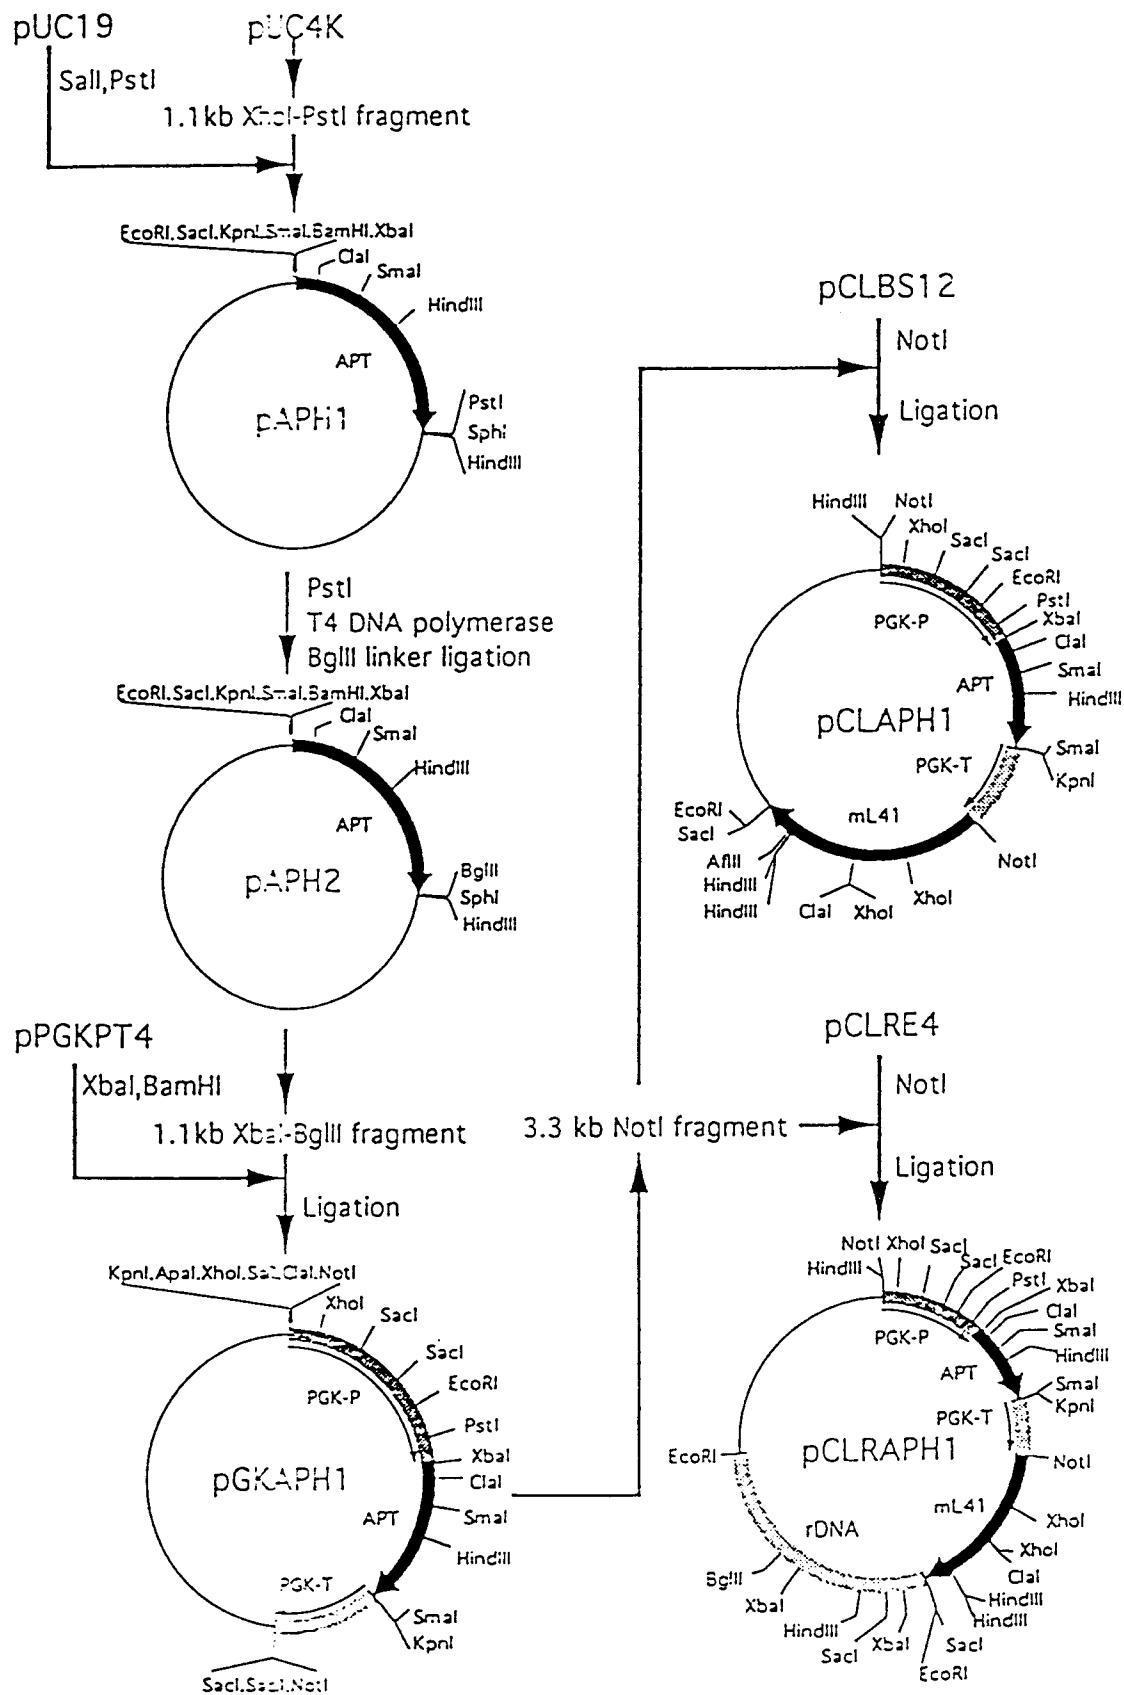 pUC19
pUC4K
SalI,PstI
1.1kb XhoI-PstI fragment
EcoRI.SacI.KpnI.SmaI.BamHI.XbaI
ClaI
SmaI
HindIII
APT
pAPH1
PstI
SphI
HindIII
PstI
T4 DNA polymerase
BglII linker ligation
EcoRI.SacI.KpnI.SmaI.BamHI.XbaI
ClaI
SmaI
HindIII
APT
pAPH2
BglII
SphI
HindIII
pPGKPT4
XbaI,BamHI
1.1kb XbaI-BglII fragment
Ligation
KpnI.ApaI.XhoI.SalI.ClaI.NotI
XhoI
SacI
SacI
EcoRI
PGK-P
PstI
XbaI
ClaI
pGKAPH1
APT
SmaI
HindIII
PGK-T
SmaI
KpnI
SacI.SacI.NotI
3.3 kb NotI fragment
pCLBS12
NotI
Ligation
HindIII
NotI
XhoI
SacI
SacI
EcoRI
PstI
XbaI
ClaI
SmaI
HindIII
PGK-P
APT
pCLAPH1
SmaI
KpnI
PGK-T
mL41
EcoRI
SacI
AflII
HindIII
HindIII
ClaI
XhoI
XhoI
NotI
pCLRE4
NotI
Ligation
NotI
XhoI
SacI
SacI
EcoRI
HindIII
PstI
XbaI
ClaI
SmaI
HindIII
PGK-P
APT
SmaI
KpnI
PGK-T
pCLRAPH1
EcoRI
NotI
mL41
XhoI
rDNA
XhoI
ClaI
BglII
XbaI
HindIII
HindIII
HindIII
SacI
XbaI
SacI
EcoRI